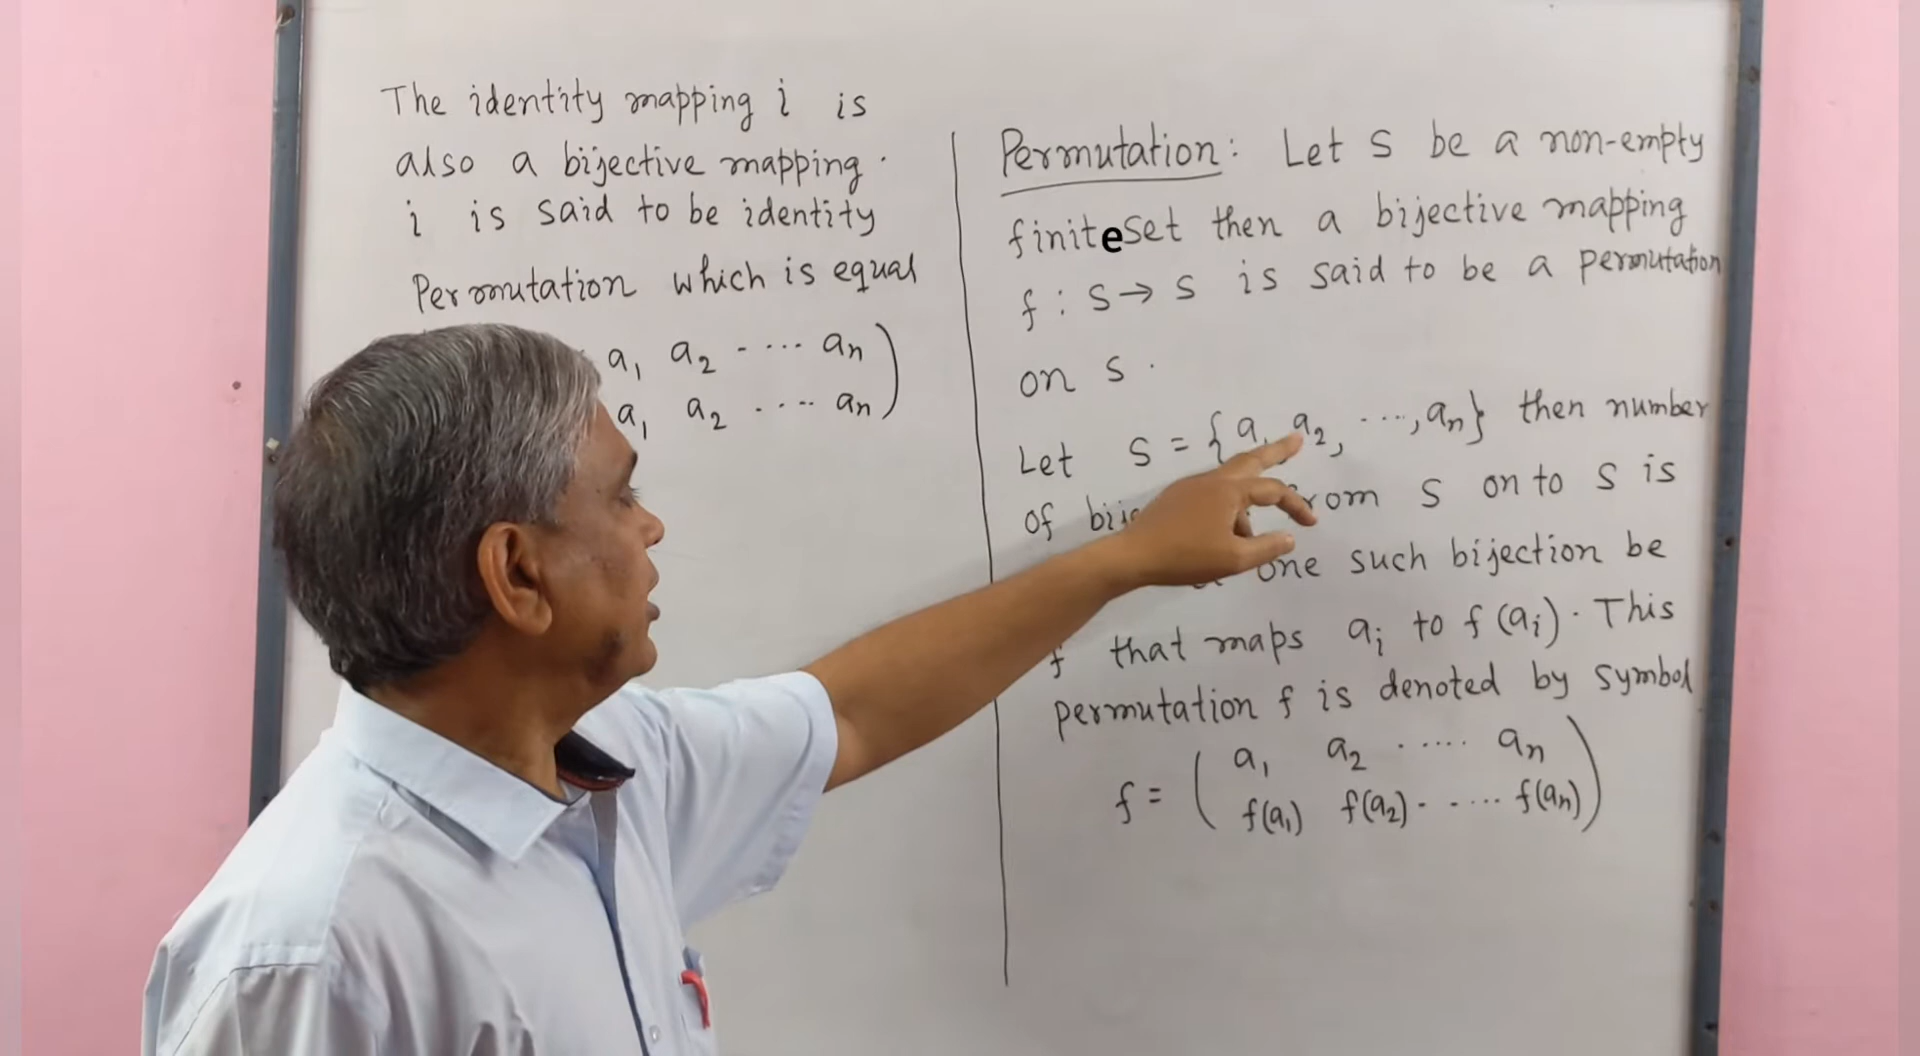 The identity mapping i is
also a bijective mapping.
i is said to be identity
Permutation which is equal
a₁ a₂ - ... aₙ )
a₁ a₂ .... aₙ
Permutation: Let S be a non-empty
finite Set then a bijective mapping
f : S → S is said to be a permutation
on S.
Let S = {a₁ a₂, ..., aₙ} then number
of from S on to S is
one such bijection be
f that maps aᵢ to f(aᵢ). This
permutation f is denoted by symbol
f = ( a₁ a₂ ..... aₙ )
f(a₁) f(a₂) . .... f(aₙ)